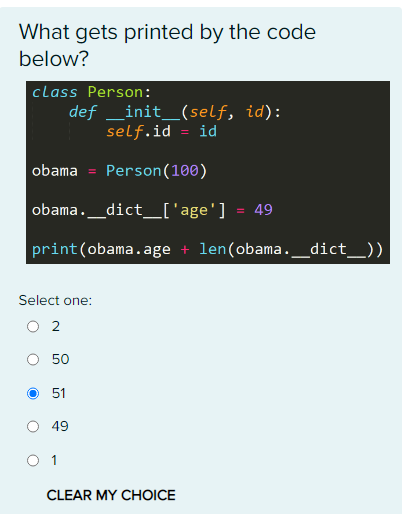 What gets printed by the code
below?
class Person:
def __init__(self, id):
self.id = id
obama = Person(100)
obama.__dict__['age'] = 49
print(obama.age + len(obama.__dict__))
Select one:
2
50
51
49
1
CLEAR MY CHOICE